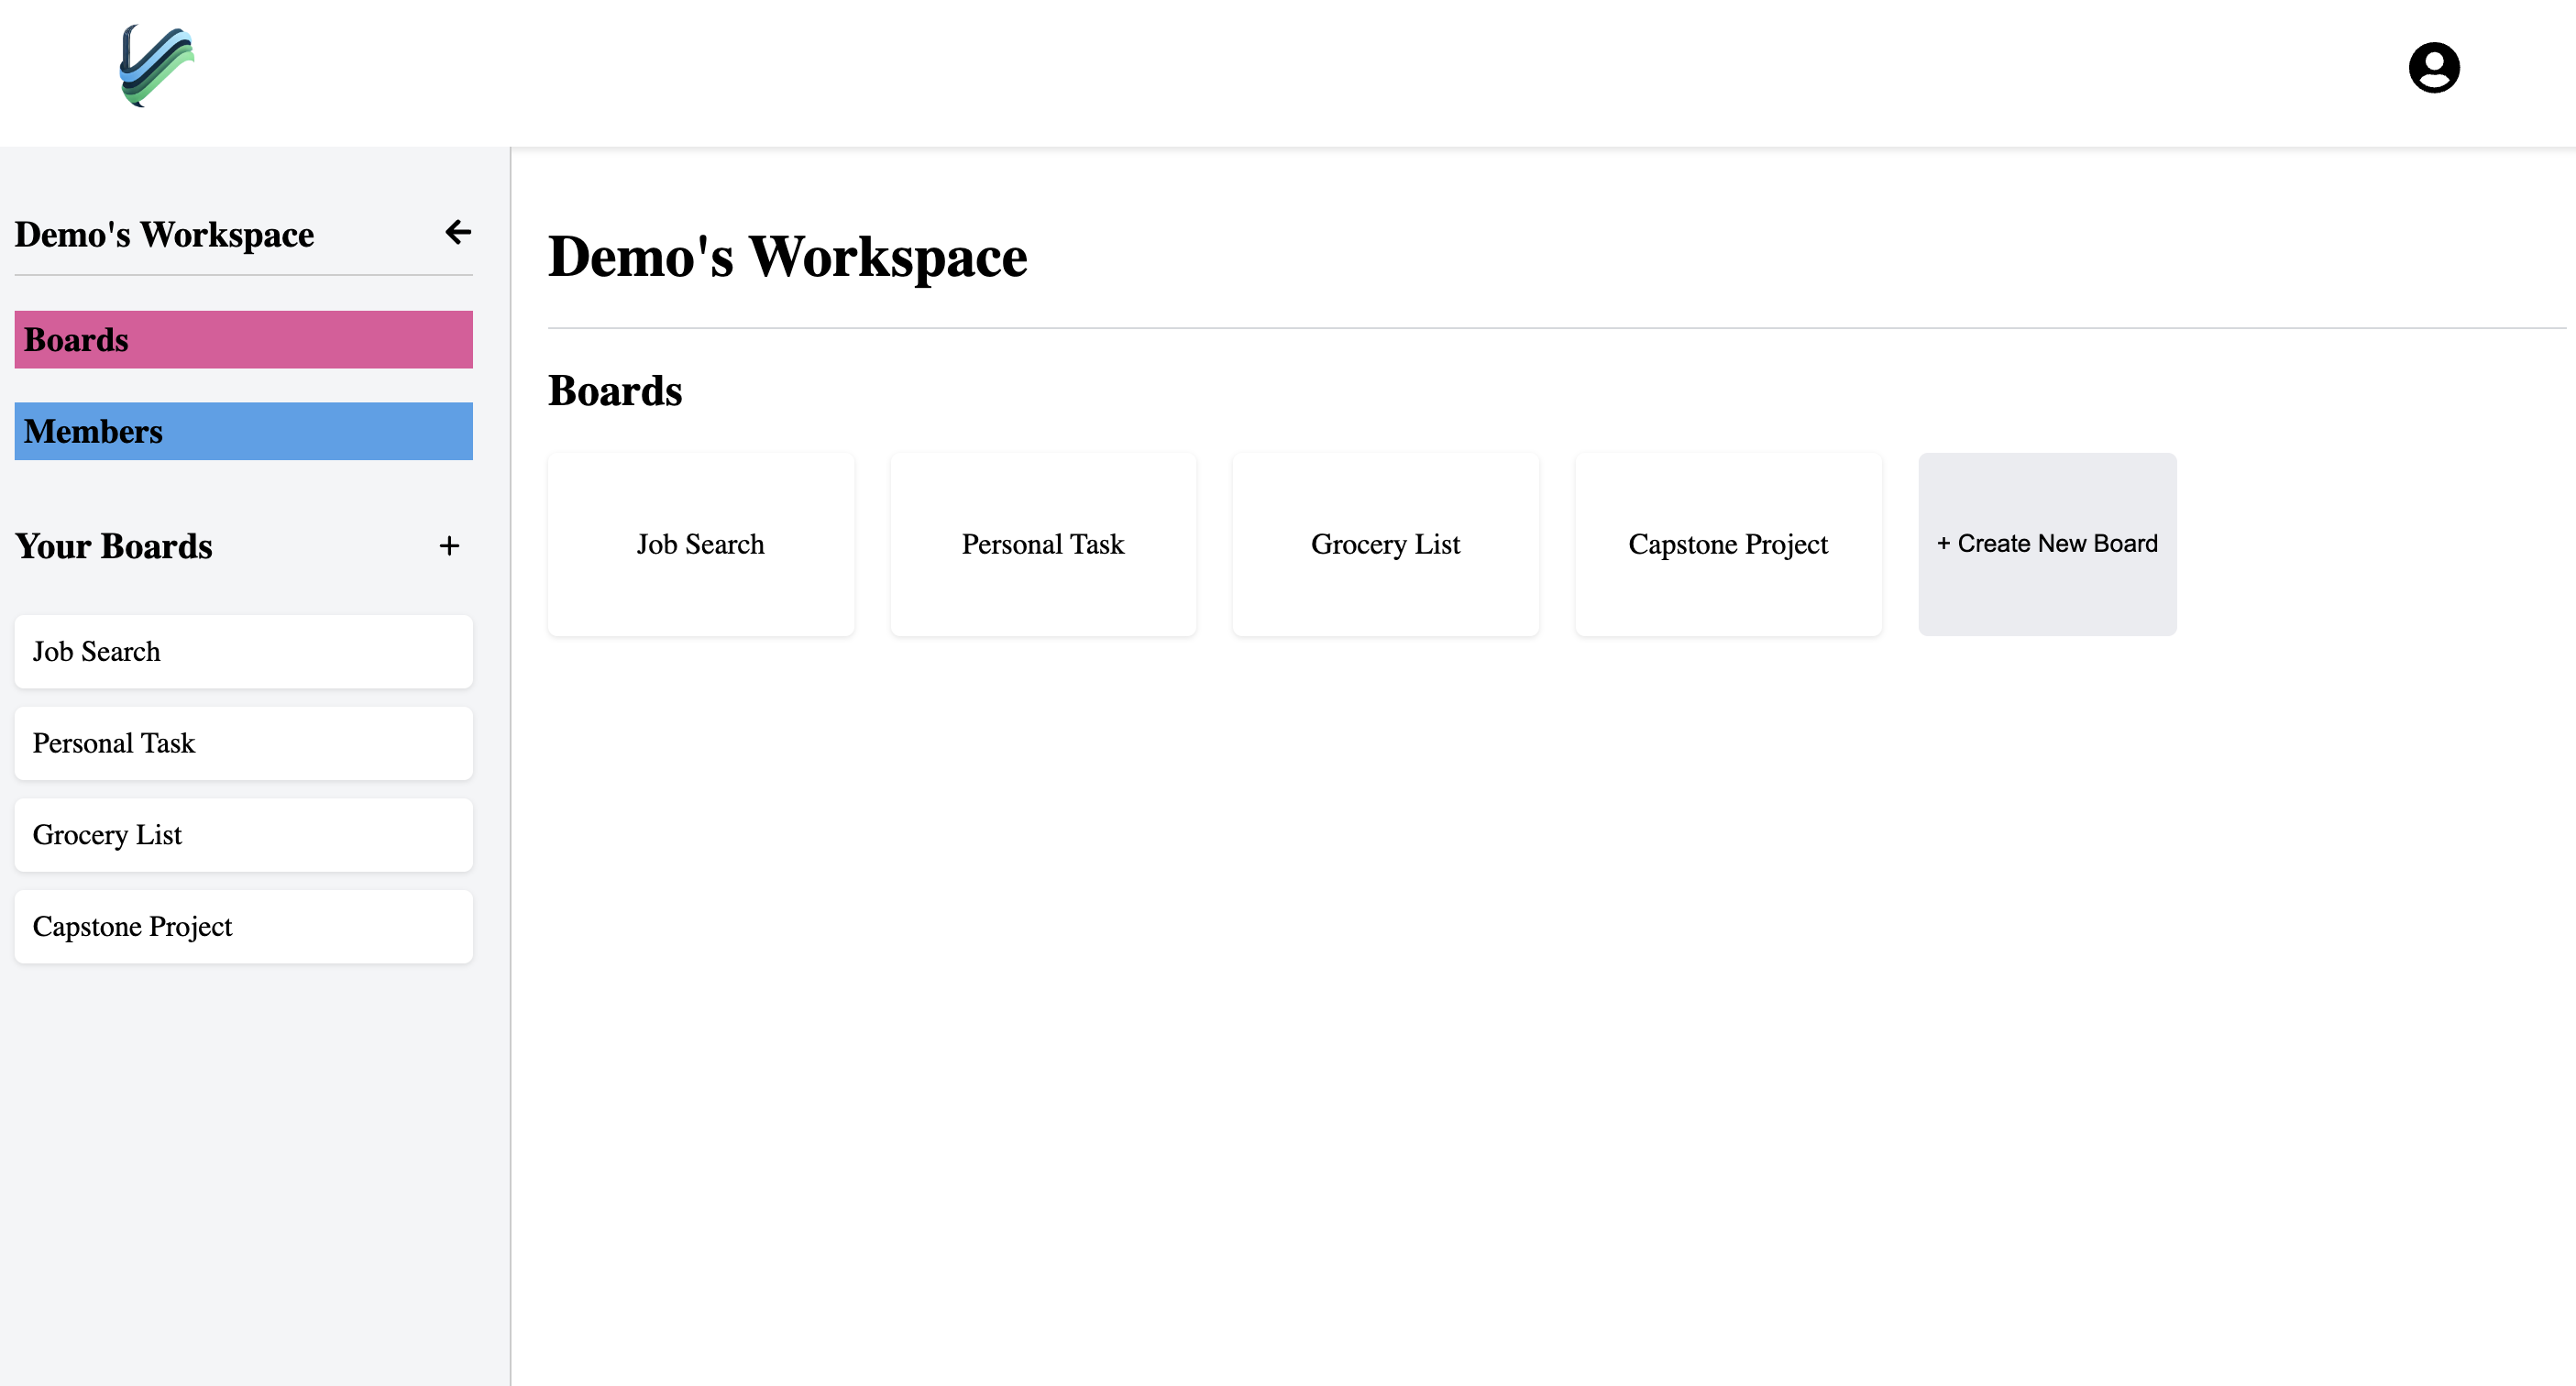 Demo's Workspace
Boards
Members
Your Boards +
Job Search
Personal Task
Grocery List
Capstone Project
Demo's Workspace
Boards
Job Search
Personal Task
Grocery List
Capstone Project
+ Create New Board